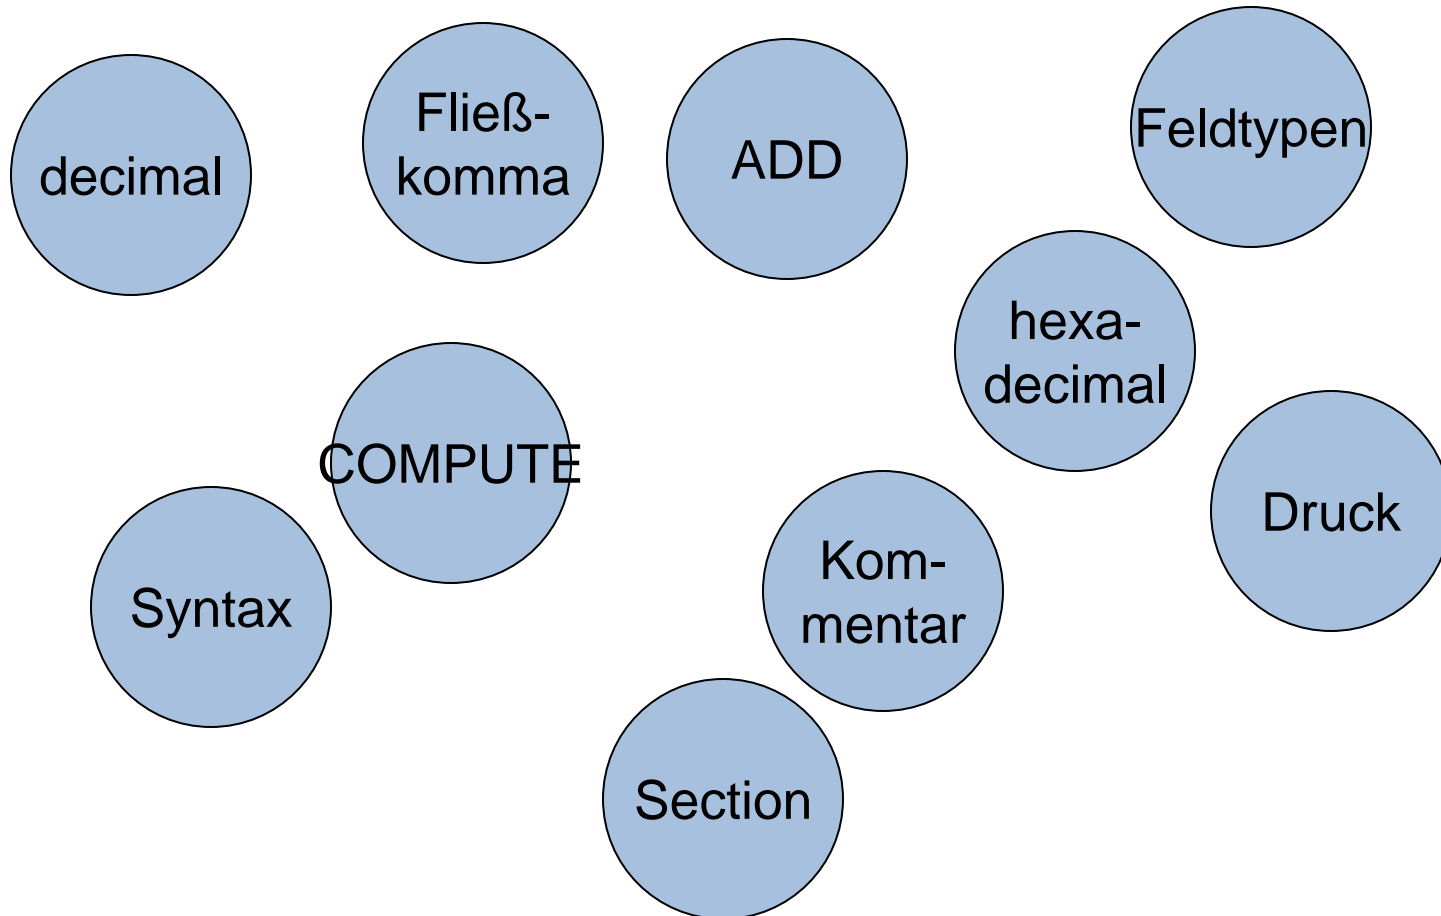 decimal
Fließ-
komma
ADD
Feldtypen
hexa-
decimal
COMPUTE
Druck
Syntax
Kom-
mentar
Section